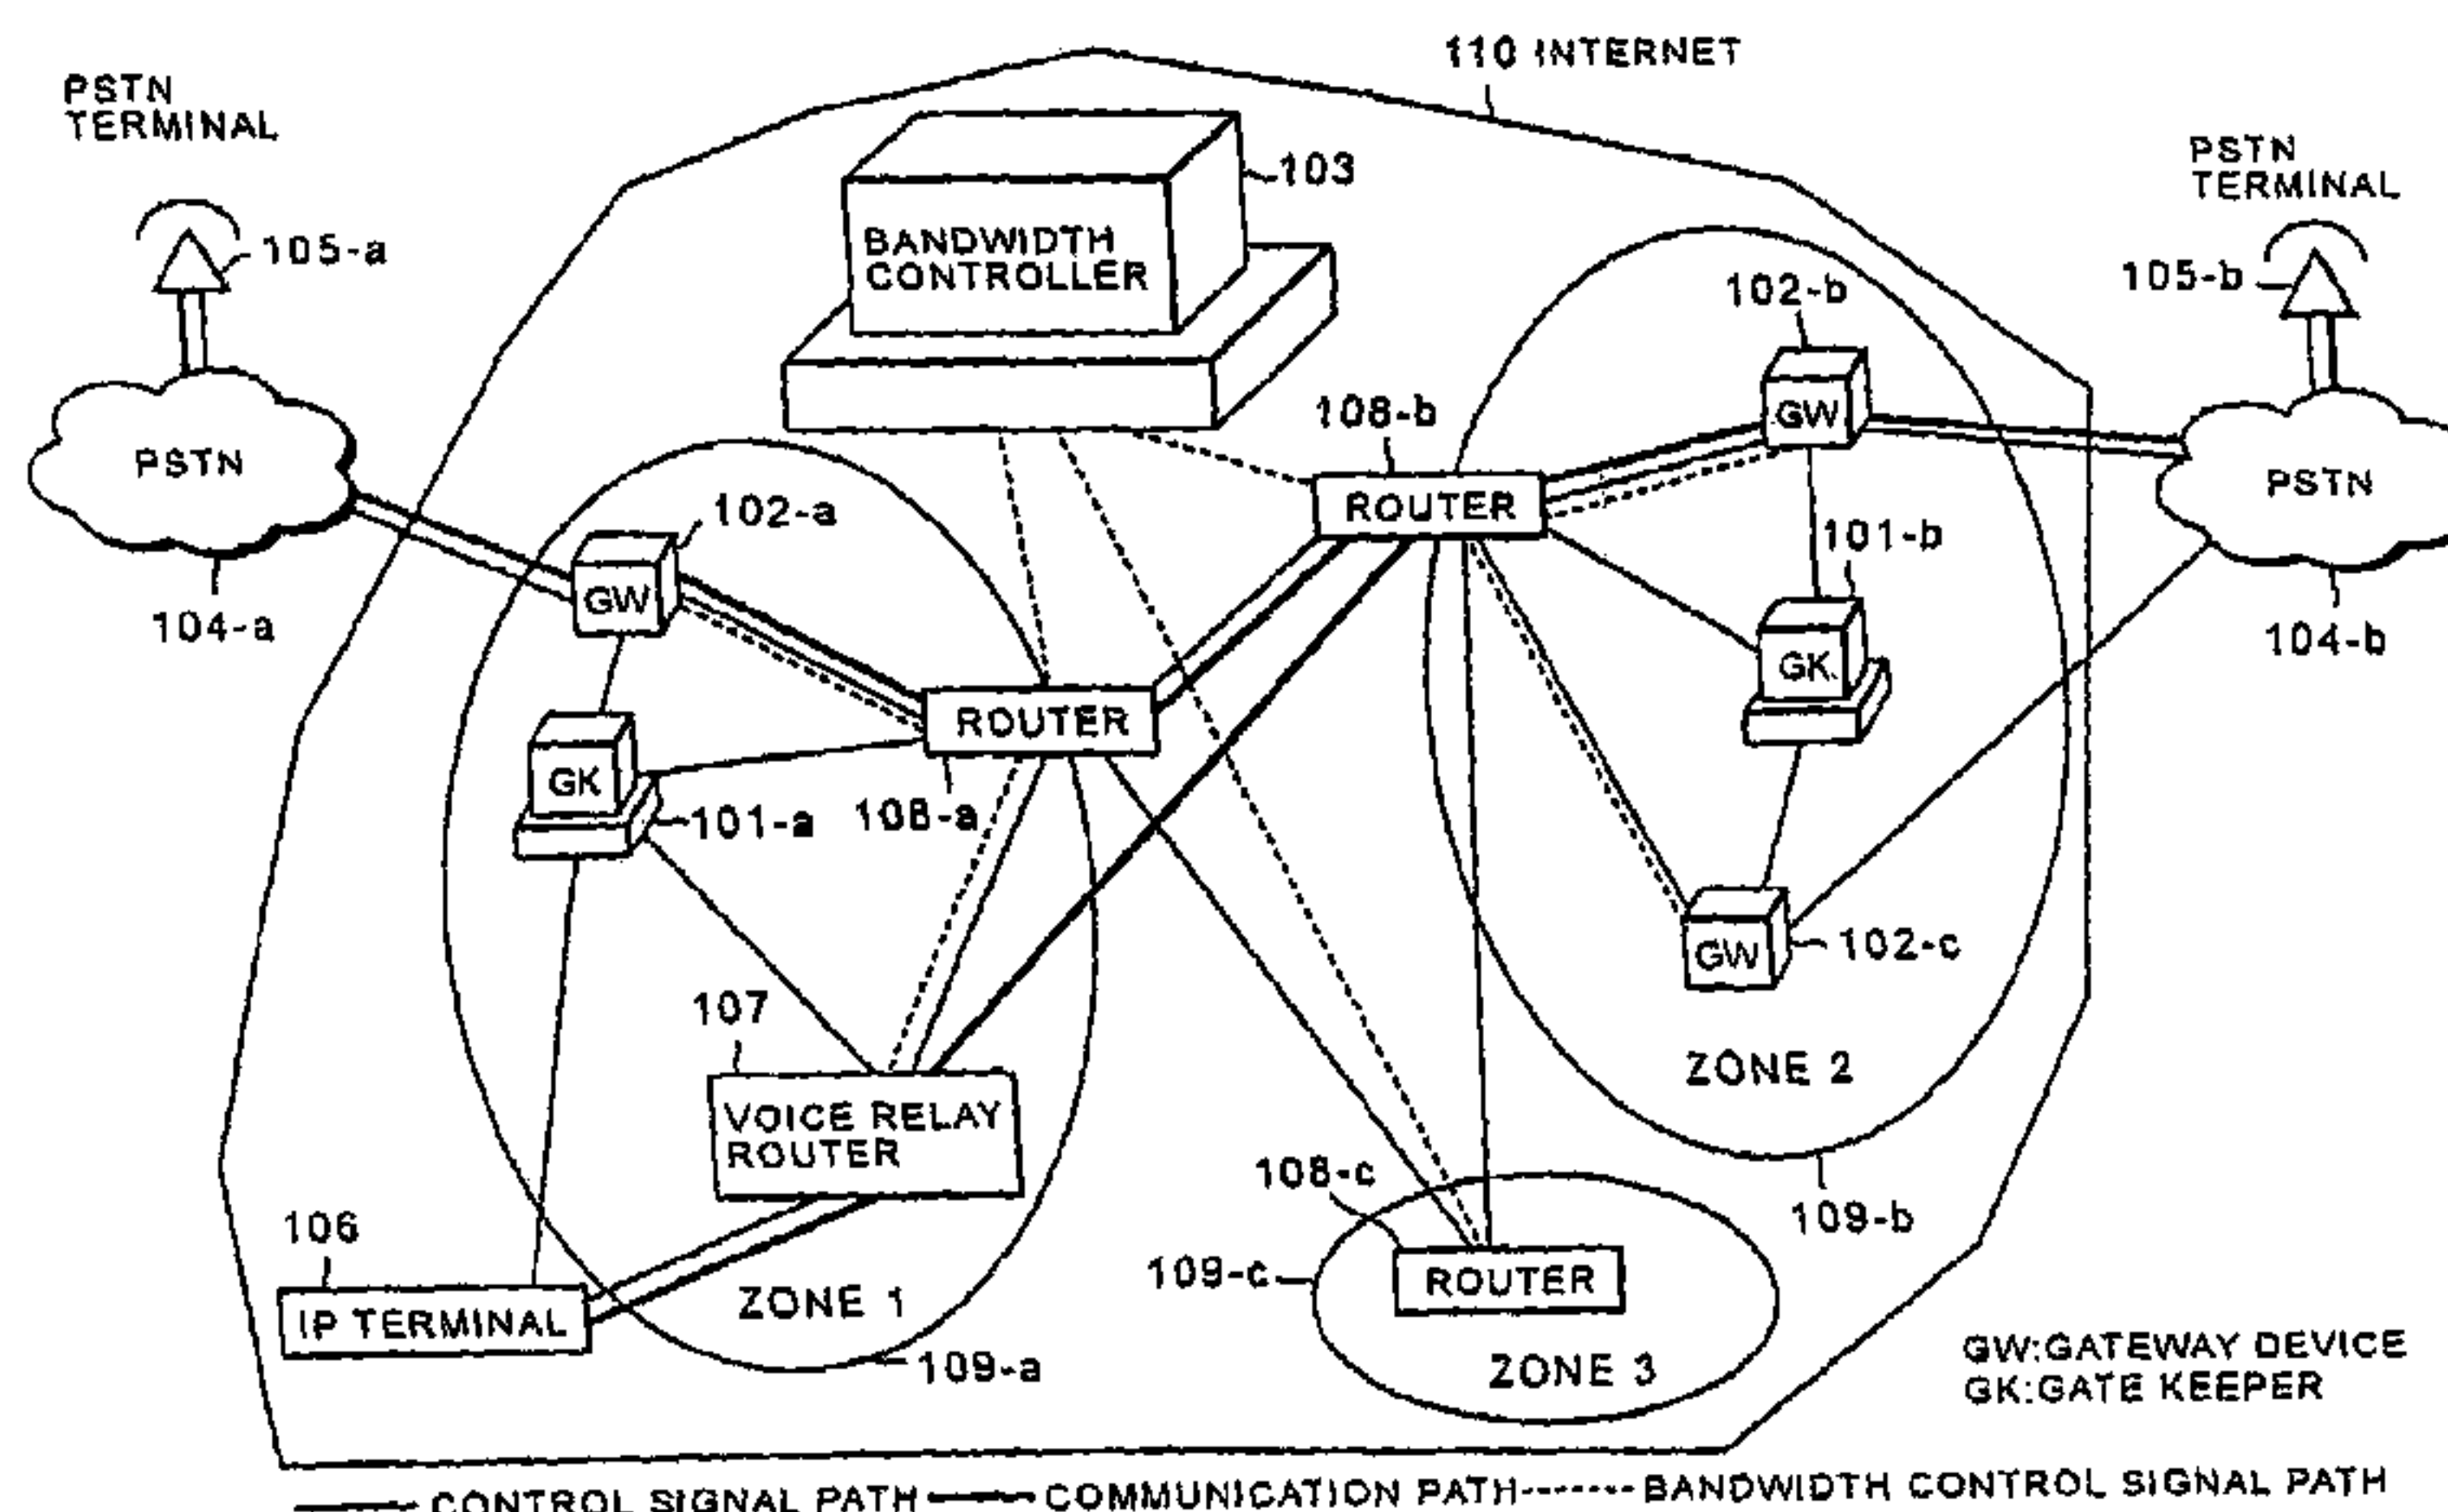 110 INTERNET
PSTN
TERMINAL
PSTN
TERMINAL
103
BANDWIDTH
CONTROLLER
105-a
105-b
102-b
108-b
GW
PSTN
PSTN
102-a
ROUTER
101-b
GW
104-a
104-b
GK
ROUTER
GK
101-a
108-a
102-c
GW
107
ZONE 2
VOICE RELAY
ROUTER
108-c
106
109-b
109-c
ROUTER
ZONE 1
IP TERMINAL
109-a
ZONE 3
GW:GATEWAY DEVICE
GK:GATE KEEPER
CONTROL SIGNAL PATH COMMUNICATION PATH BANDWIDTH CONTROL SIGNAL PATH